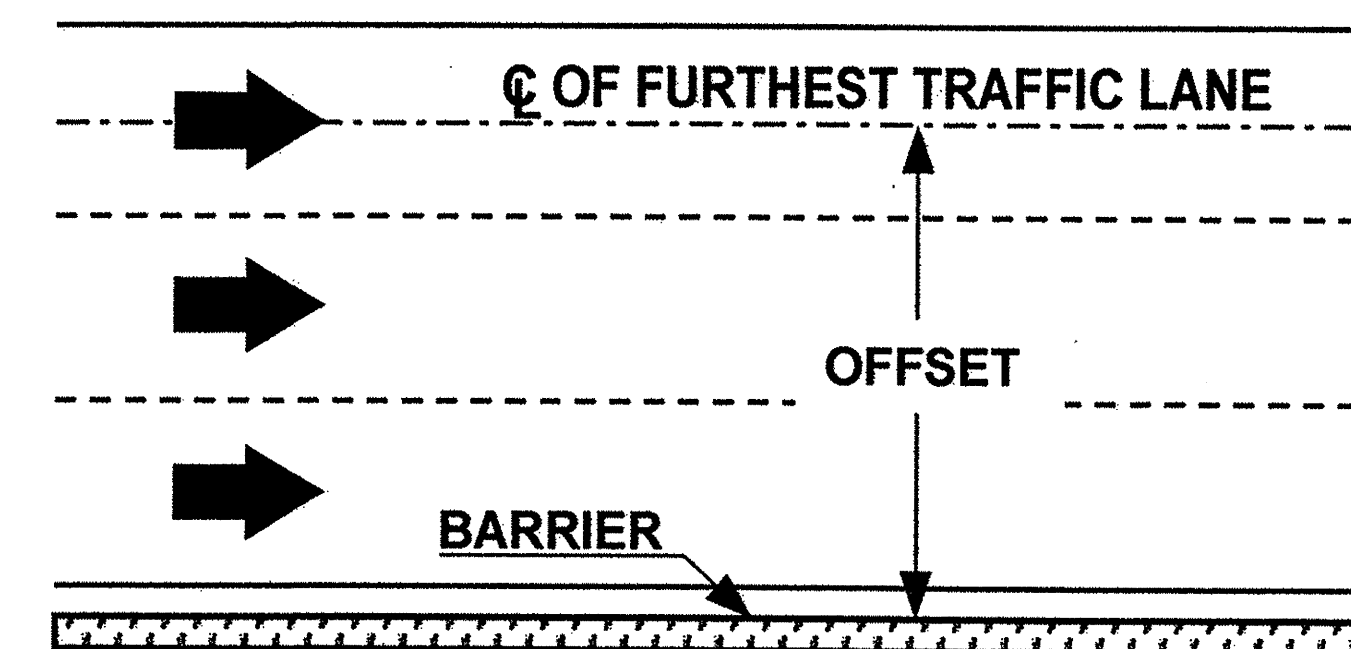 ℄ OF FURTHEST TRAFFIC LANE
OFFSET
BARRIER